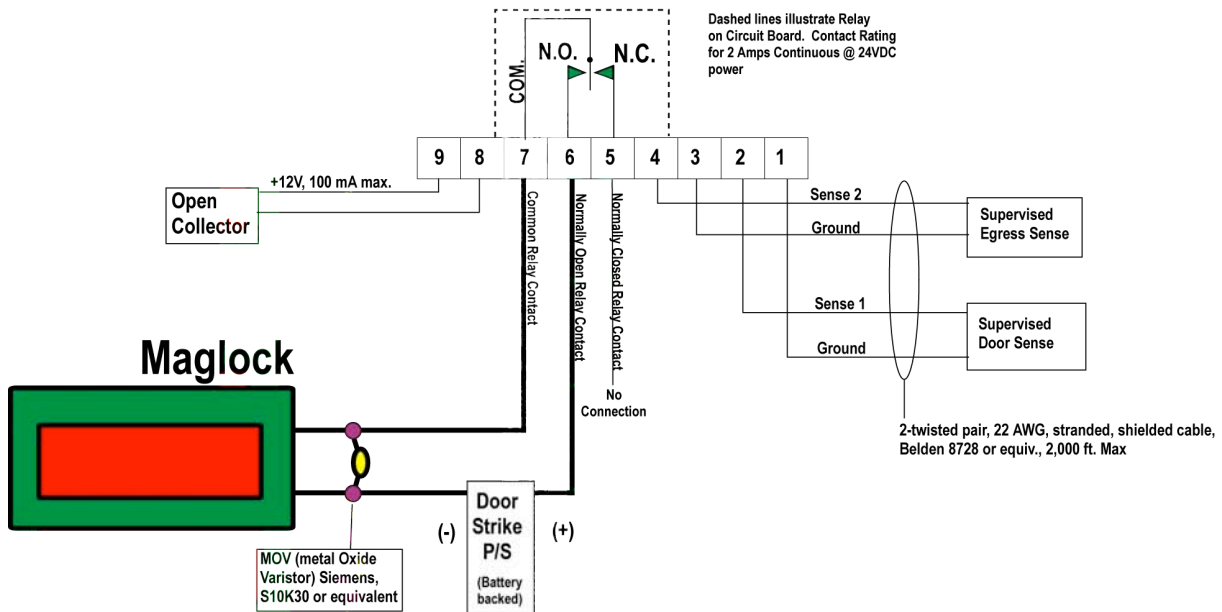 Dashed lines illustrate Relay
on Circuit Board. Contact Rating
for 2 Amps Continuous @ 24VDC
power
COM.
N.O.
N.C.
9 8 7 6 5 4 3 2 1
+12V, 100 mA max.
Open
Collector
Common Relay Contact
Normally Open Relay Contact
Normally Closed Relay Contact
No
Connection
Sense 2
Ground
Supervised
Egress Sense
Sense 1
Ground
Supervised
Door Sense
2-twisted pair, 22 AWG, stranded, shielded cable,
Belden 8728 or equiv., 2,000 ft. Max
Maglock
(-)
Door
Strike
P/S
(Battery
backed)
(+)
MOV (metal Oxide
Varistor) Siemens,
S10K30 or equivalent